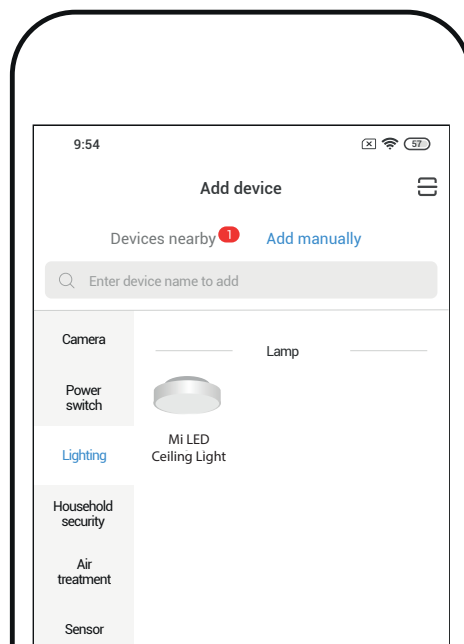 9:54
57
Add device
Devices nearby 1 Add manually
Enter device name to add
Camera
Lamp
Power
switch
Mi LED
Ceiling Light
Lighting
Household
security
Air
treatment
Sensor